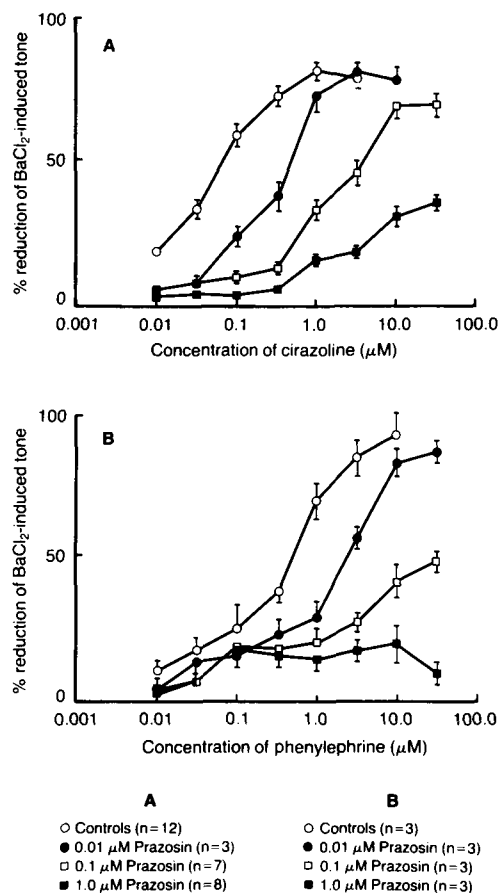 A
% reduction of BaCl₂-induced tone
100
50
0
0.001 0.01 0.1 1.0 10.0 100.0
Concentration of cirazoline (μM)
B
% reduction of BaCl₂-induced tone
100
50
0
0.001 0.01 0.1 1.0 10.0 100.0
Concentration of phenylephrine (μM)
A
○ Controls (n=12)
● 0.01 μM Prazosin (n=3)
□ 0.1 μM Prazosin (n=7)
■ 1.0 μM Prazosin (n=8)
B
○ Controls (n=3)
● 0.01 μM Prazosin (n=3)
□ 0.1 μM Prazosin (n=3)
■ 1.0 μM Prazosin (n=3)